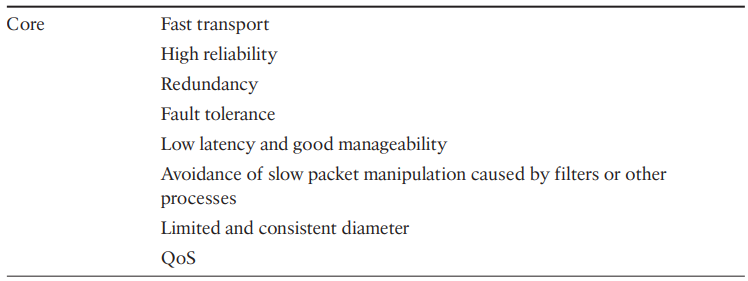 Core Fast transport
High reliability
Redundancy
Fault tolerance
Low latency and good manageability
Avoidance of slow packet manipulation caused by filters or other
processes
Limited and consistent diameter
QoS